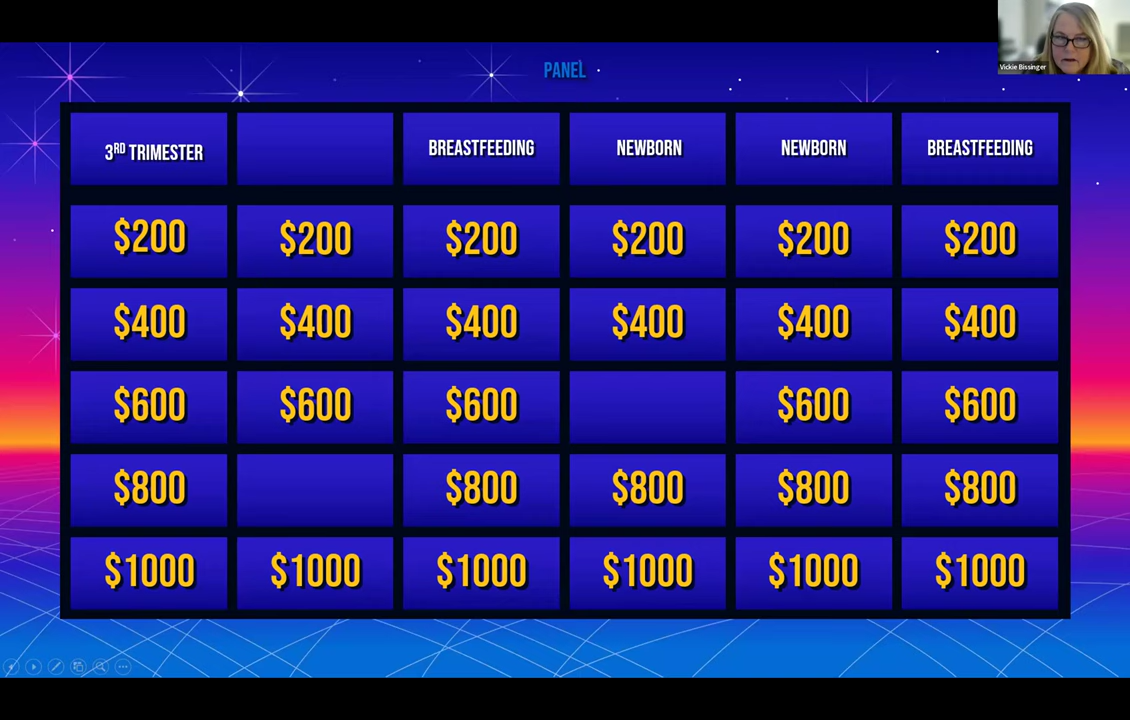 PANEL
Vickie Bissinger
3RD TRIMESTER BREASTFEEDING NEWBORN NEWBORN BREASTFEEDING
$200 $200 $200 $200 $200 $200
$400 $400 $400 $400 $400 $400
$600 $600 $600 $600 $600
$800 $800 $800 $800 $800
$1000 $1000 $1000 $1000 $1000 $1000